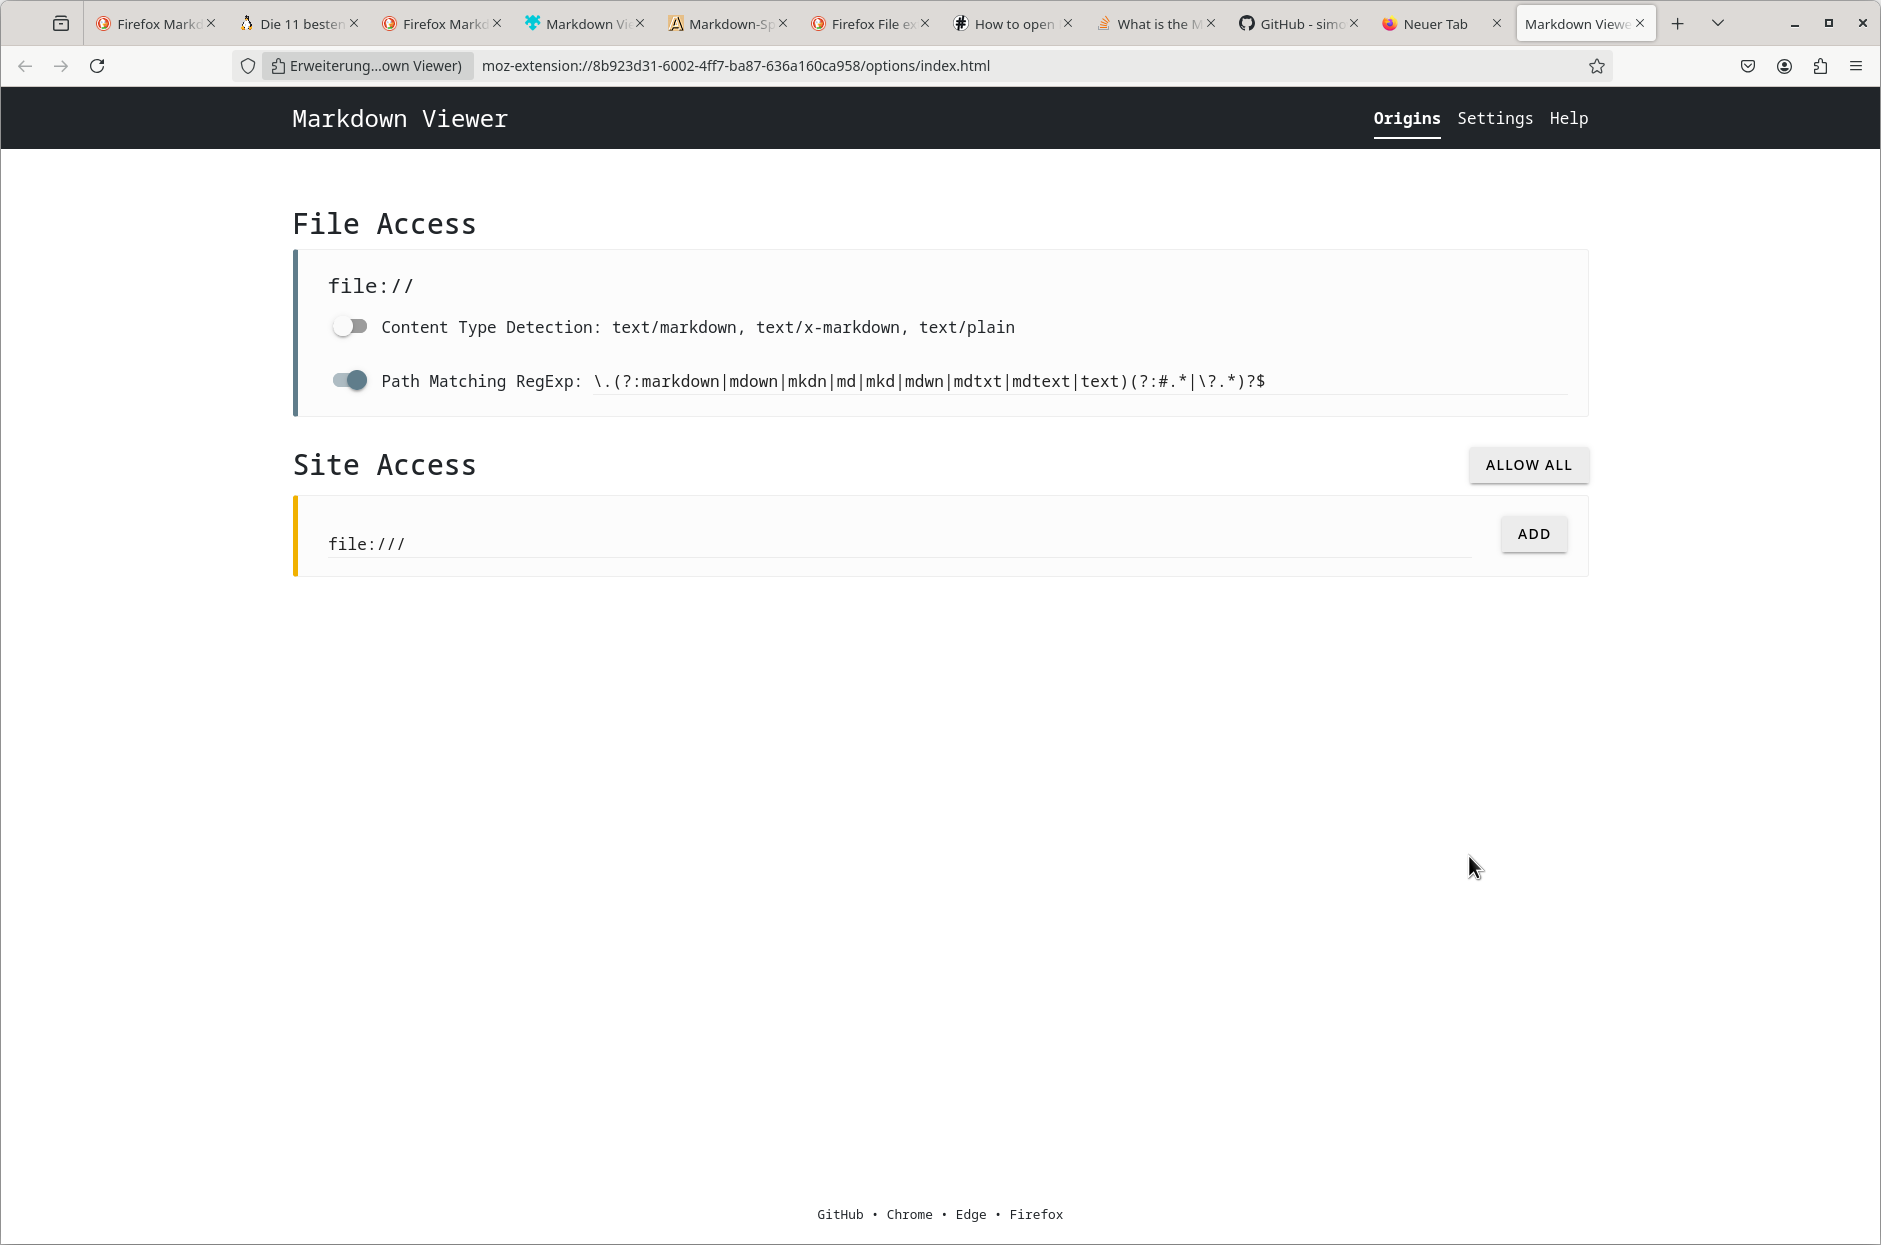 Firefox Markd
Die 11 besten
Firefox Markd
Markdown Vie
Markdown-Sp
Firefox File ex
How to open
What is the M
GitHub - simo
Neuer Tab
Markdown Viewe
Erweiterung...own Viewer)
moz-extension://8b923d31-6002-4ff7-ba87-636a160ca958/options/index.html
Markdown Viewer
Origins Settings Help
File Access
file://
Content Type Detection: text/markdown, text/x-markdown, text/plain
Path Matching RegExp: \.(?:markdown|mdown|mkdn|md|mkd|mdwn|mdtxt|mdtext|text)(?:#.*|\?.*)?$
Site Access
ALLOW ALL
file:///
ADD
GitHub • Chrome • Edge • Firefox